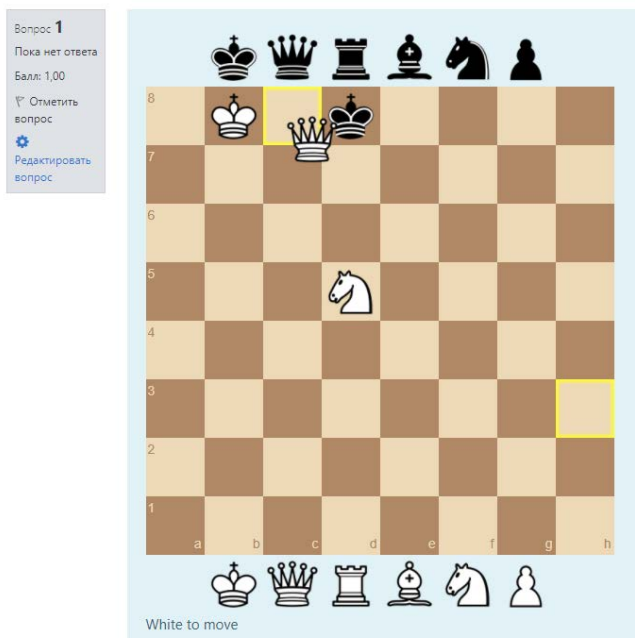 Вопрос 1
Пока нет ответа
Балл: 1,00
Отметить
вопрос
Редактировать
вопрос
8
7
6
5
4
3
2
1
a b c d e f g h
White to move